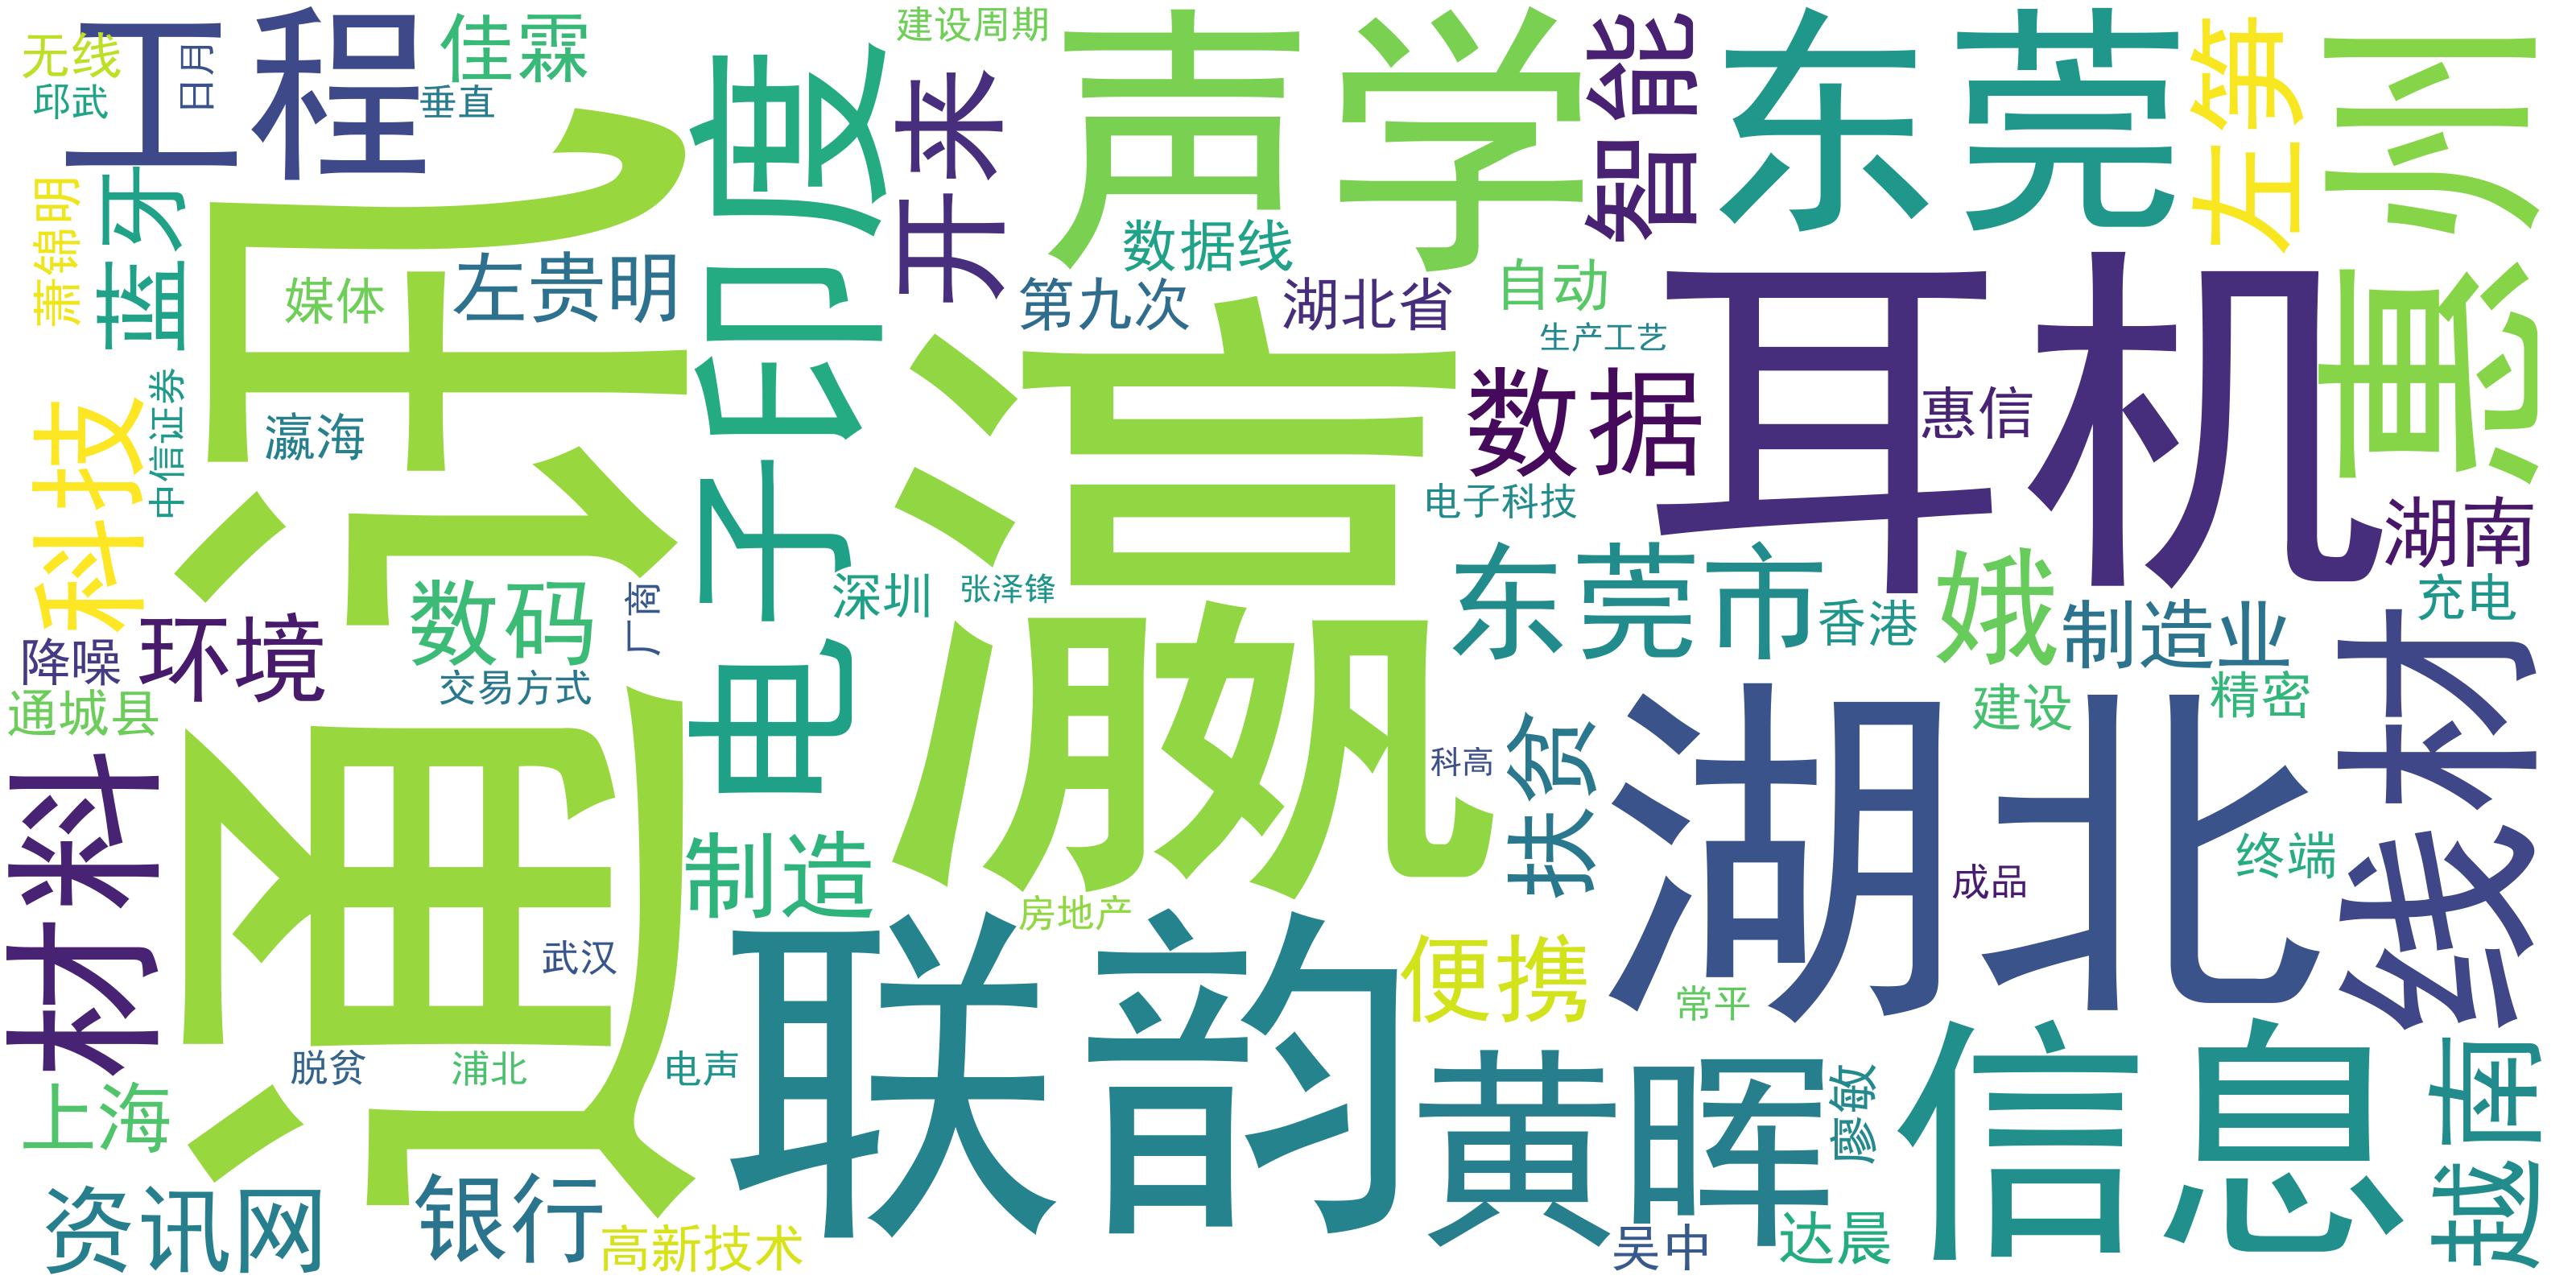 无线
日月
工程
佳霖
建设周期
声学
智能
东莞
左笋
惠州
邱武
垂直
印度
开来
萧锦明
蓝牙
媒体
左贵明
通讯
数据线
第九次
湖北省
自动
生产工艺
耳机
瀛
中信证券
科技
瀛海
电子
数据
惠信
电子科技
湖南
降噪
环境
数码
厂商
深圳
张泽锋
东莞市
香港
娥
制造业
充电
通城县
交易方式
建设
精密
线材
材料
制造
科高
扶贫
湖北
成品
终端
武汉
房地产
联韵
便携
常平
脱贫
浦北
电声
上海
黄晖
廖敏
信息
越南
资讯网
银行
高新技术
吴中
达晨